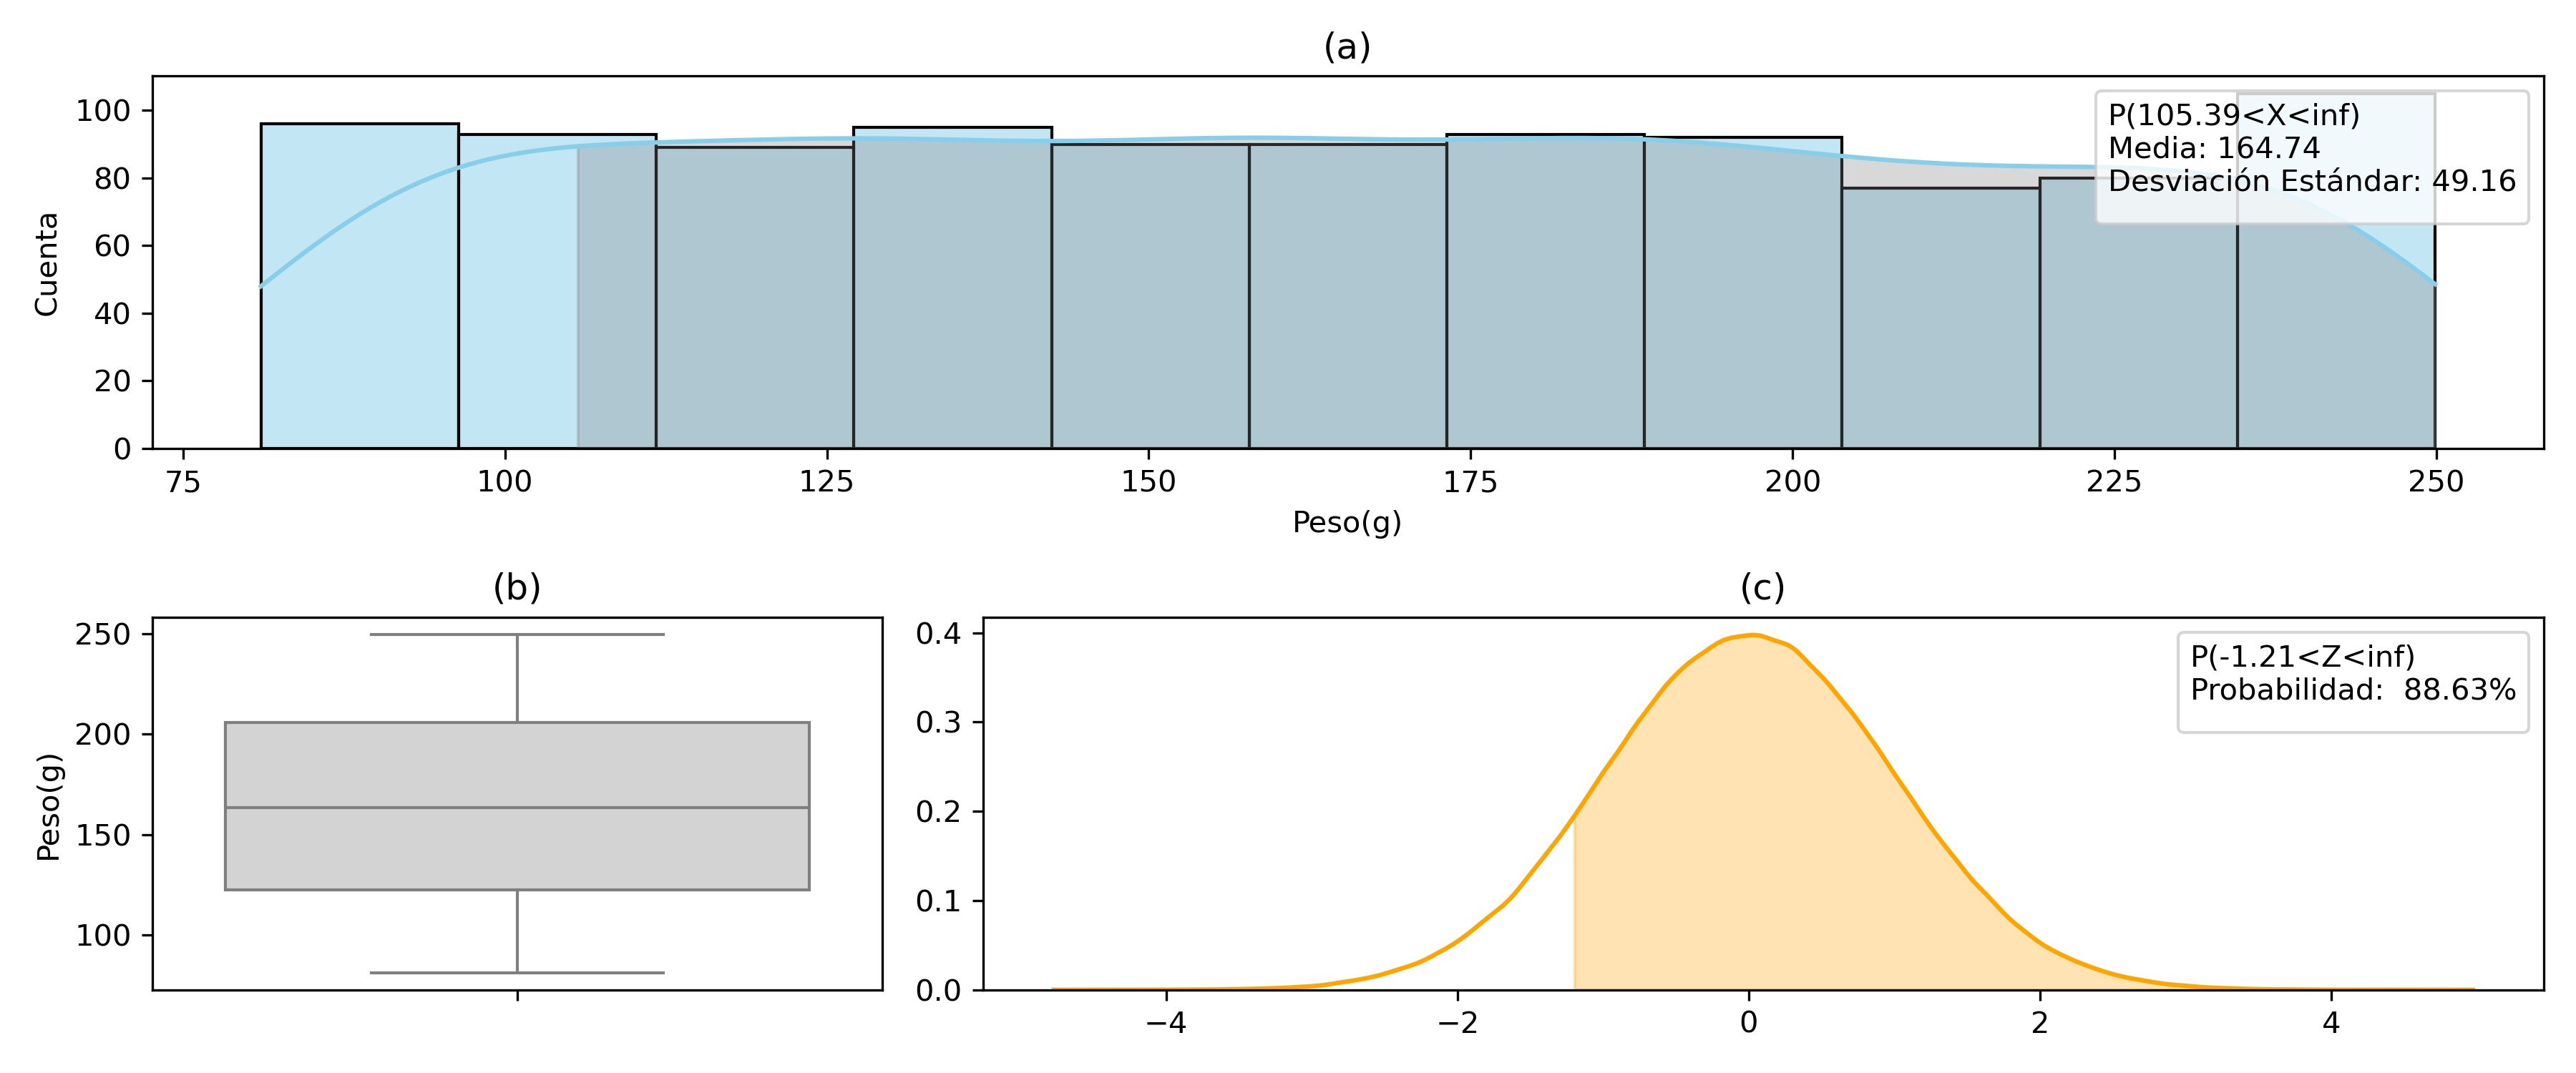 (a)
100
80
60
40
20
0
Cuenta
P(105.39<X<inf)
Media: 164.74
Desviación Estándar: 49.16
75 100 125 150 175 200 225 250
Peso(g)
(b)
250
200
150
100
Peso(g)
(c)
0.4
0.3
0.2
0.1
0.0
P(-1.21<Z<inf)
Probabilidad:  88.63%
−4 −2 0 2 4